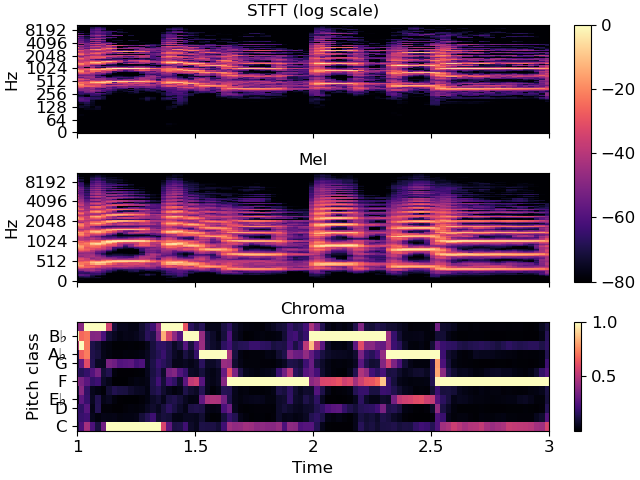 STFT (log scale)
8192
4096
2048
1024
512
256
128
64
0
Hz
0
−20
−40
−60
−80
Mel
8192
4096
2048
1024
512
0
Hz
Chroma
B♭
A♭
G
F
E♭
D
C
Pitch class
1.0
0.5
1
1.5
2
2.5
3
Time